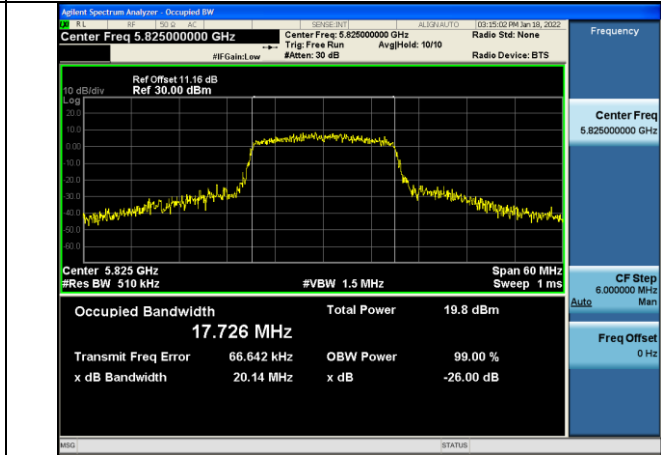 Agilent Spectrum Analyzer - Occupied BW
RL RF 50 Ω AC SENSE:INT ALIGNAUTO 03:15:02 PM Jan 18, 2022
Center Freq 5.825000000 GHz Center Freq: 5.825000000 GHz Radio Std: None Frequency
Trig: Free Run Avg|Hold: 10/10
#IFGain:Low #Atten: 30 dB Radio Device: BTS
Ref Offset 11.16 dB
10 dB/div Ref 30.00 dBm
Log
20.0
10.0
0.00
-10.0
-20.0
-30.0
-40.0
-50.0
-60.0
Center 5.825 GHz Span 60 MHz
#Res BW 510 kHz #VBW 1.5 MHz Sweep 1 ms
Occupied Bandwidth Total Power 19.8 dBm
17.726 MHz
Transmit Freq Error 66.642 kHz OBW Power 99.00 %
x dB Bandwidth 20.14 MHz x dB -26.00 dB
Center Freq
5.825000000 GHz
CF Step
6.000000 MHz
Auto Man
Freq Offset
0 Hz
MSG STATUS